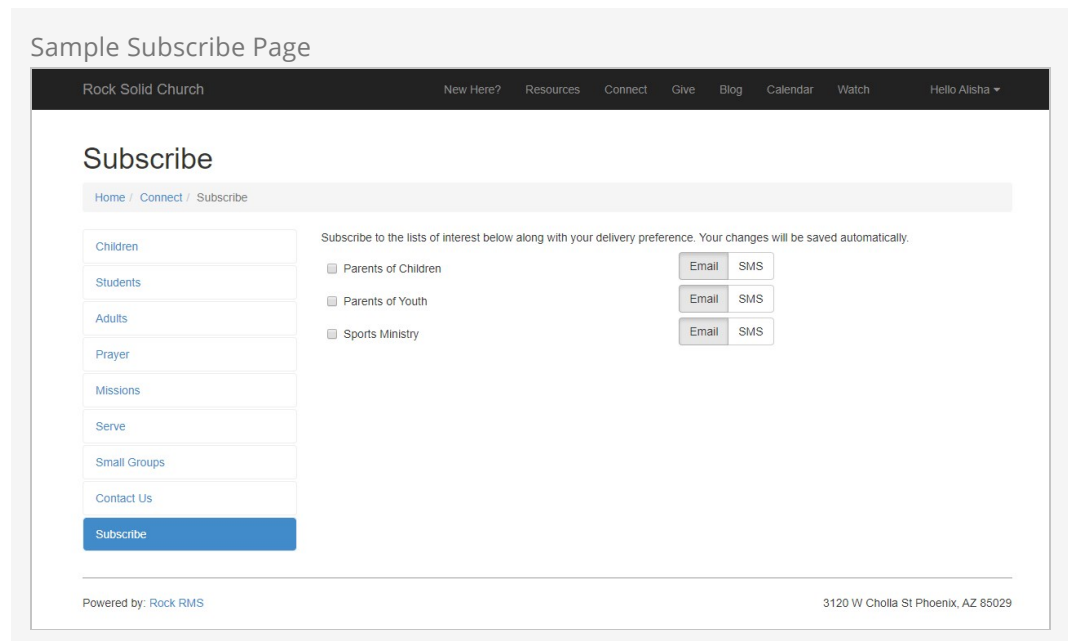 Sample Subscribe Page
Rock Solid Church New Here? Resources Connect Give Blog Calendar Watch Hello Alisha
Subscribe
Home / Connect / Subscribe
Children
Students
Adults
Prayer
Missions
Serve
Small Groups
Contact Us
Subscribe
Subscribe to the lists of interest below along with your delivery preference. Your changes will be saved automatically.
Parents of Children Email SMS
Parents of Youth Email SMS
Sports Ministry Email SMS
Powered by: Rock RMS 3120 W Cholla St Phoenix, AZ 85029